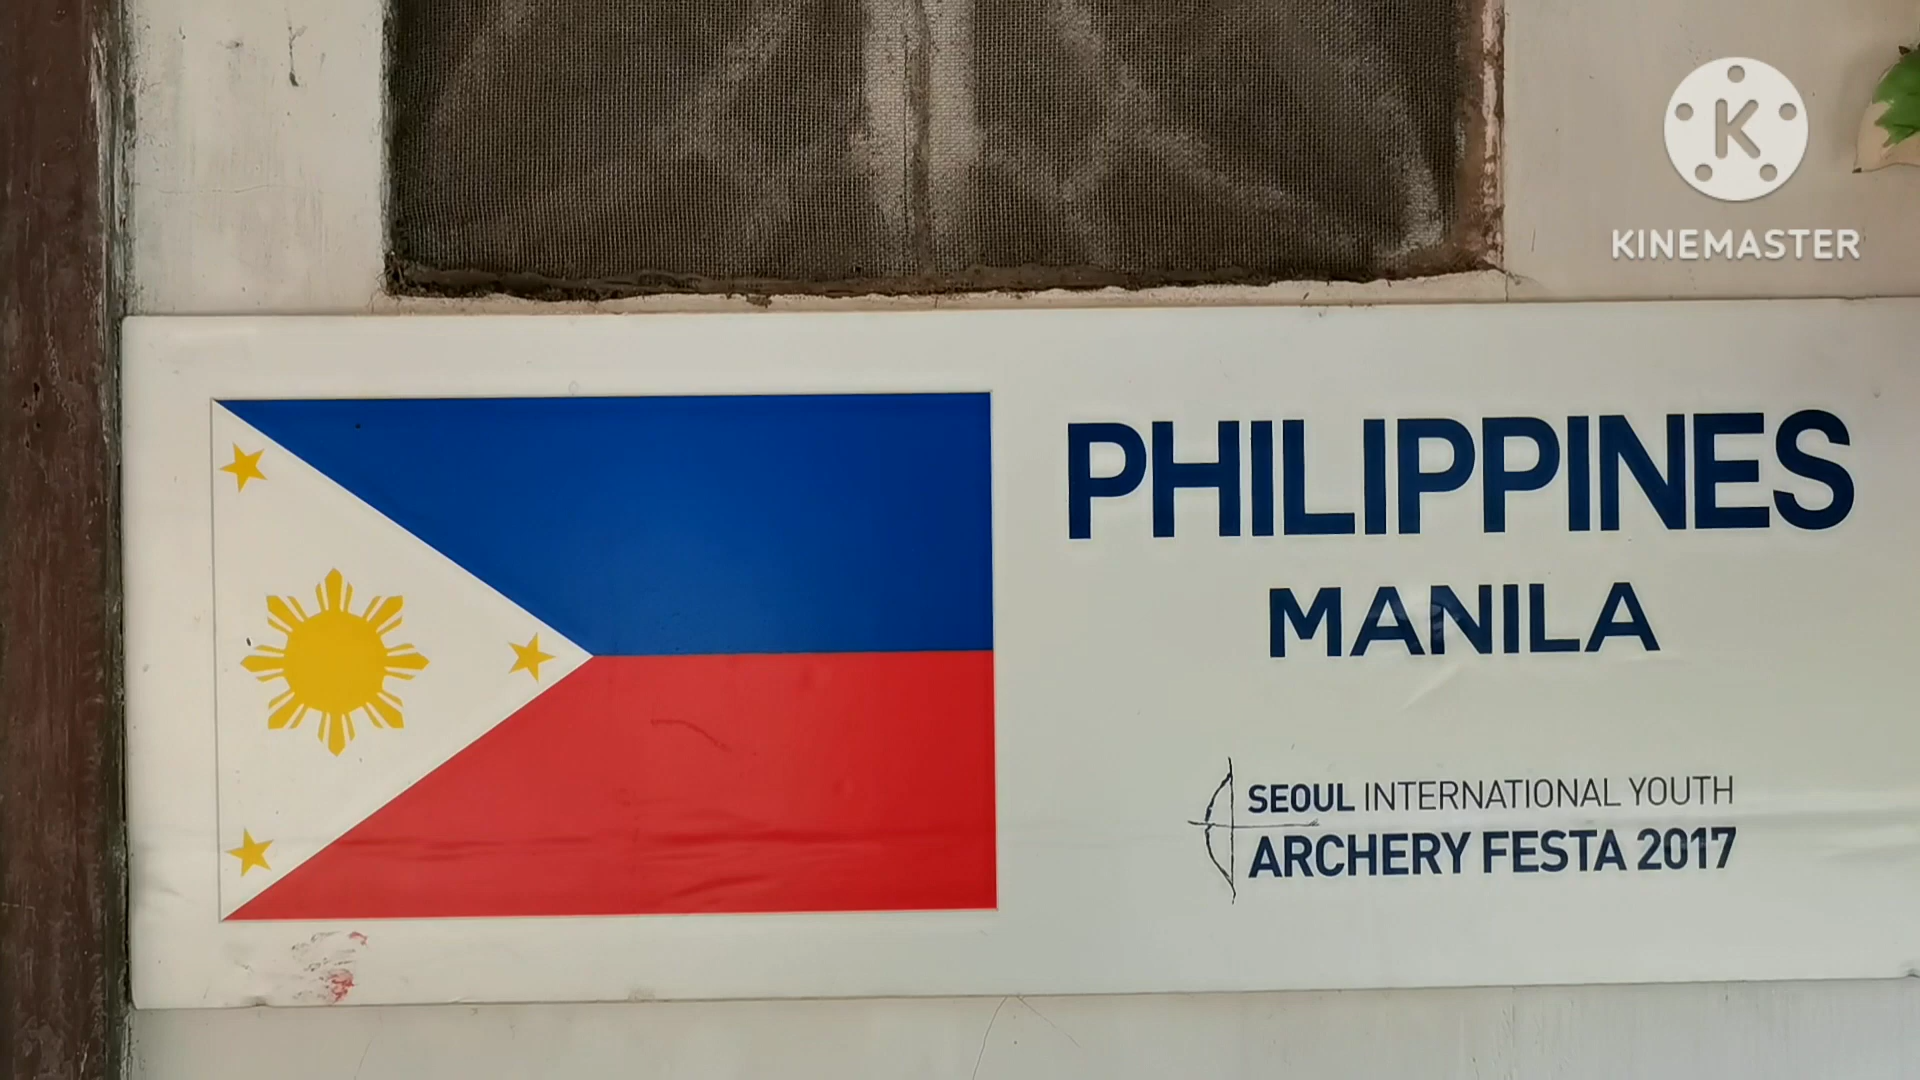 K
KINEMASTER
PHILIPPINES
MANILA
SEOUL INTERNATIONAL YOUTH
ARCHERY FESTA 2017